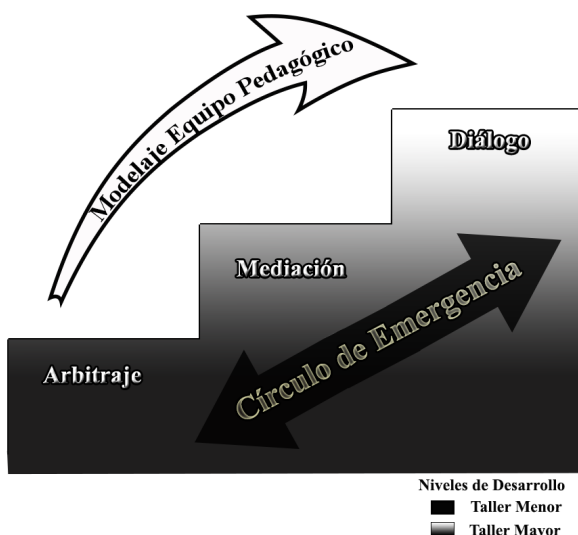 Modelaje Equipo Pedagógico
Diálogo
Mediación
Círculo de Emergencia
Arbitraje
Niveles de Desarrollo
Taller Menor
Taller Mayor